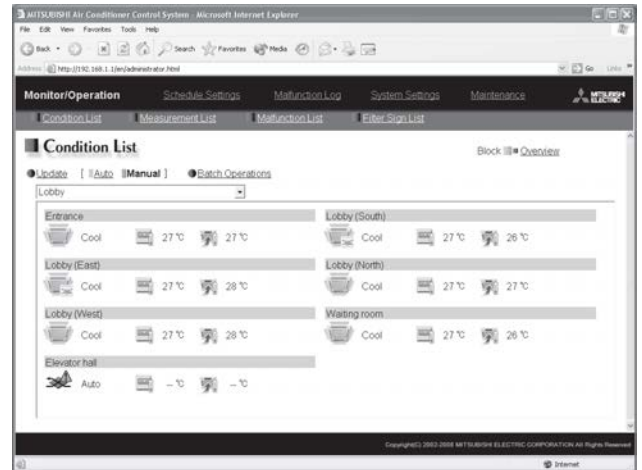 MITSUBISHI Air Conditioner Control System - Microsoft Internet Explorer
File Edit View Favorites Tools Help
Back Search Favorites Media
Address http://192.168.1.1/en/administrator.html Go Links
Monitor/Operation Schedule Settings Malfunction Log System Settings Maintenance MITSUBISHI ELECTRIC
Condition List Measurement List Malfunction List Filter Sign List
Condition List Block Overview
Update [ Auto Manual ] Batch Operations
Lobby
Entrance Lobby (South)
Cool 27 ℃ 27 ℃ Cool 27 ℃ 26 ℃
Lobby (East) Lobby (North)
Cool 27 ℃ 28 ℃ Cool 27 ℃ 27 ℃
Lobby (West) Waiting room
Cool 27 ℃ 28 ℃ Cool 27 ℃ 26 ℃
Elevator hall
Auto -- ℃ -- ℃
Copyright(C) 2003-2008 MITSUBISHI ELECTRIC CORPORATION All Rights Reserved
Internet